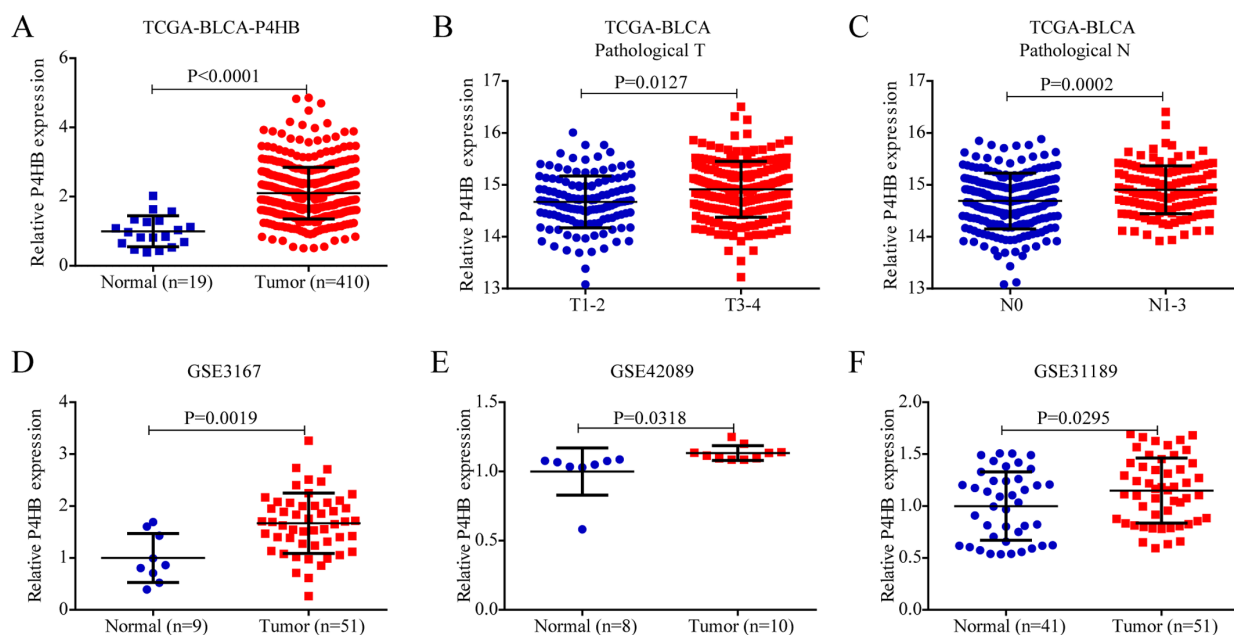 A
TCGA-BLCA-P4HB
Relative P4HB expression
6
4
2
0
P<0.0001
Normal (n=19)
Tumor (n=410)
B
TCGA-BLCA
Pathological T
Relative P4HB expression
17
16
15
14
13
P=0.0127
T1-2
T3-4
C
TCGA-BLCA
Pathological N
Relative P4HB expression
17
16
15
14
13
P=0.0002
N0
N1-3
D
GSE3167
Relative P4HB expression
4
3
2
1
0
P=0.0019
Normal (n=9)
Tumor (n=51)
E
GSE42089
Relative P4HB expression
1.5
1.0
0.5
0.0
P=0.0318
Normal (n=8)
Tumor (n=10)
F
GSE31189
Relative P4HB expression
2.0
1.5
1.0
0.5
0.0
P=0.0295
Normal (n=41)
Tumor (n=51)